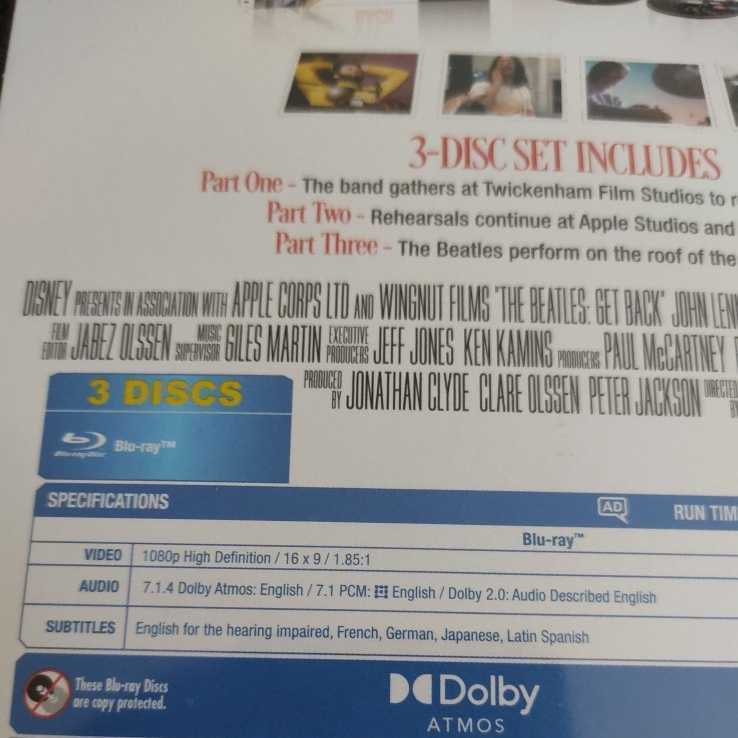 3-DISC SET INCLUDES
Part One - The band gathers at Twickenham Film Studios to
Part Two - Rehearsals continue at Apple Studios and
Part Three - The Beatles perform on the roof of the
DISNEY PRESENTS IN ASSOCIATION WITH APPLE CORPS LTD AND WINGNUT FILMS "THE BEATLES: GET BACK" JOHN
FILM EDITOR JABEZ OLSSEN MUSIC SUPERVISOR GILES MARTIN EXECUTIVE PRODUCERS JEFF JONES KEN KAMINS PRODUCERS PAUL McCARTNEY
PRODUCED BY JONATHAN CLYDE CLARE OLSSEN PETER JACKSON DIRECTED BY
3 DISCS
Blu-ray Disc Blu-ray™
SPECIFICATIONS AD RUN TIM
Blu-ray™
VIDEO 1080p High Definition / 16 x 9 / 1.85:1
AUDIO 7.1.4 Dolby Atmos: English / 7.1 PCM: English / Dolby 2.0: Audio Described English
SUBTITLES English for the hearing impaired, French, German, Japanese, Latin Spanish
These Blu-ray Discs
are copy protected.
Dolby
ATMOS